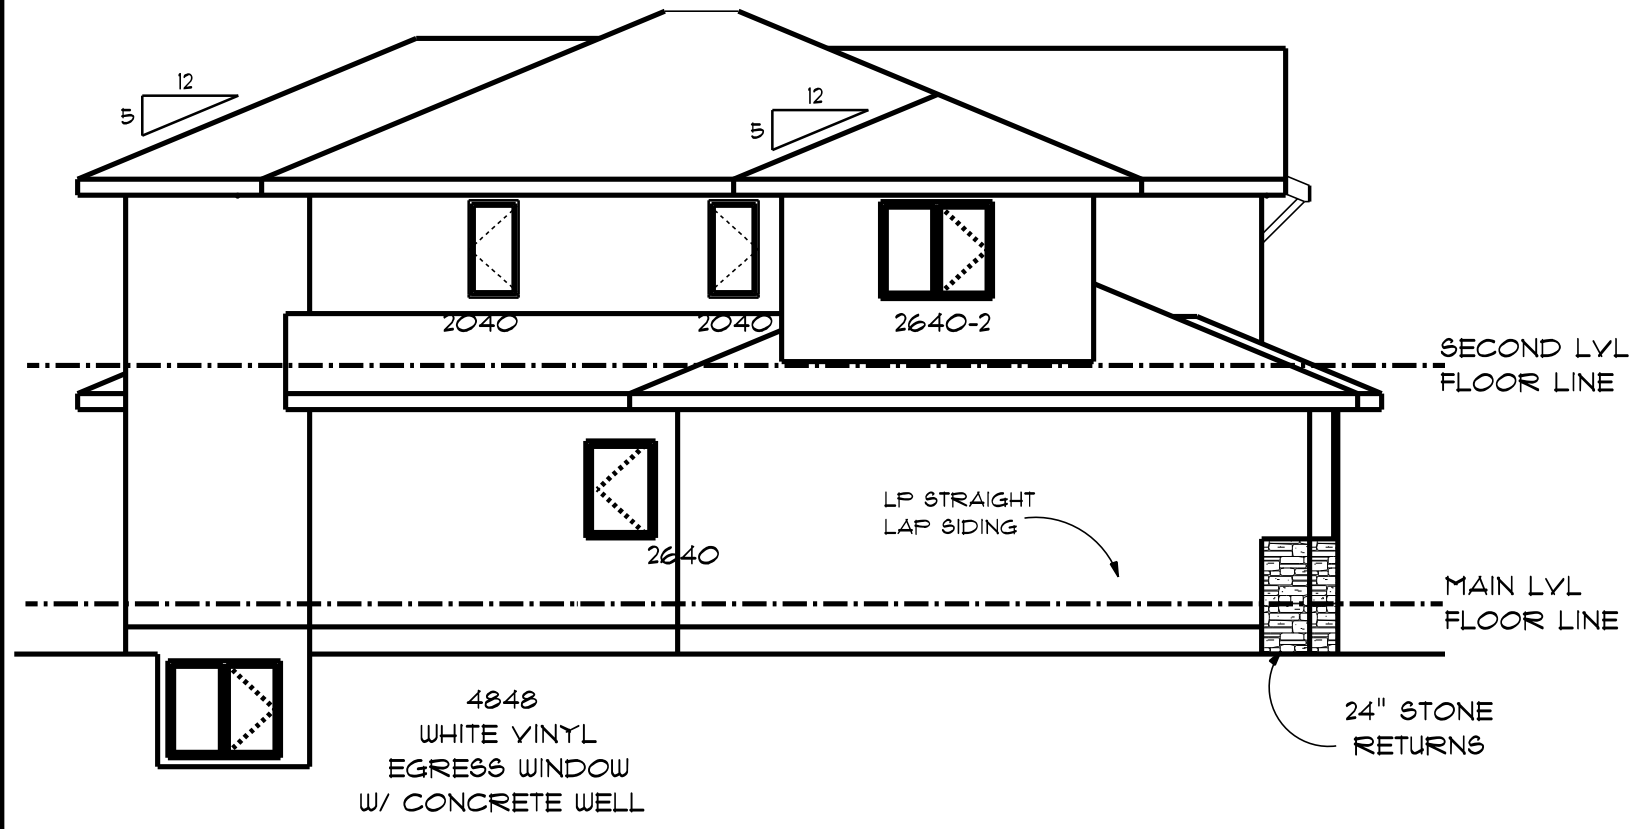 12
5
12
5
2040
2040
2640-2
SECOND LVL
FLOOR LINE
LP STRAIGHT
LAP SIDING
2640
MAIN LVL
FLOOR LINE
4848
WHITE VINYL
EGRESS WINDOW
W/ CONCRETE WELL
24" STONE
RETURNS